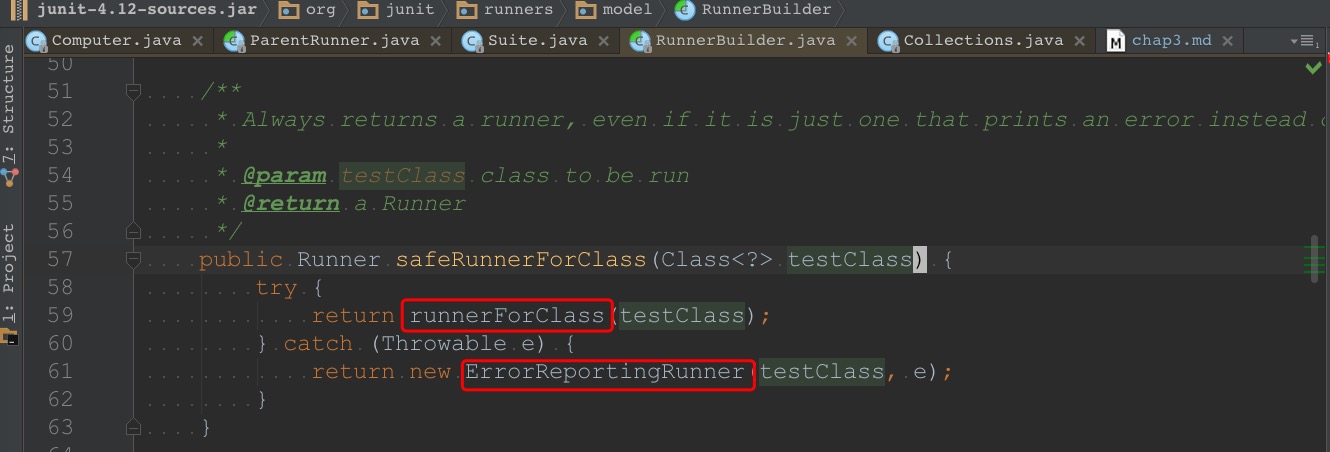 junit-4.12-sources.jar org junit runners model RunnerBuilder
Computer.java ParentRunner.java Suite.java RunnerBuilder.java Collections.java chap3.md
7: Structure
1: Project
50
51 /**
52 * Always returns a runner, even if it is just one that prints an error instead
53 *
54 * @param testClass class to be run
55 * @return a Runner
56 */
57 public Runner safeRunnerForClass(Class<?> testClass) {
58 try {
59 return runnerForClass(testClass);
60 } catch (Throwable e) {
61 return new ErrorReportingRunner(testClass, e);
62 }
63 }